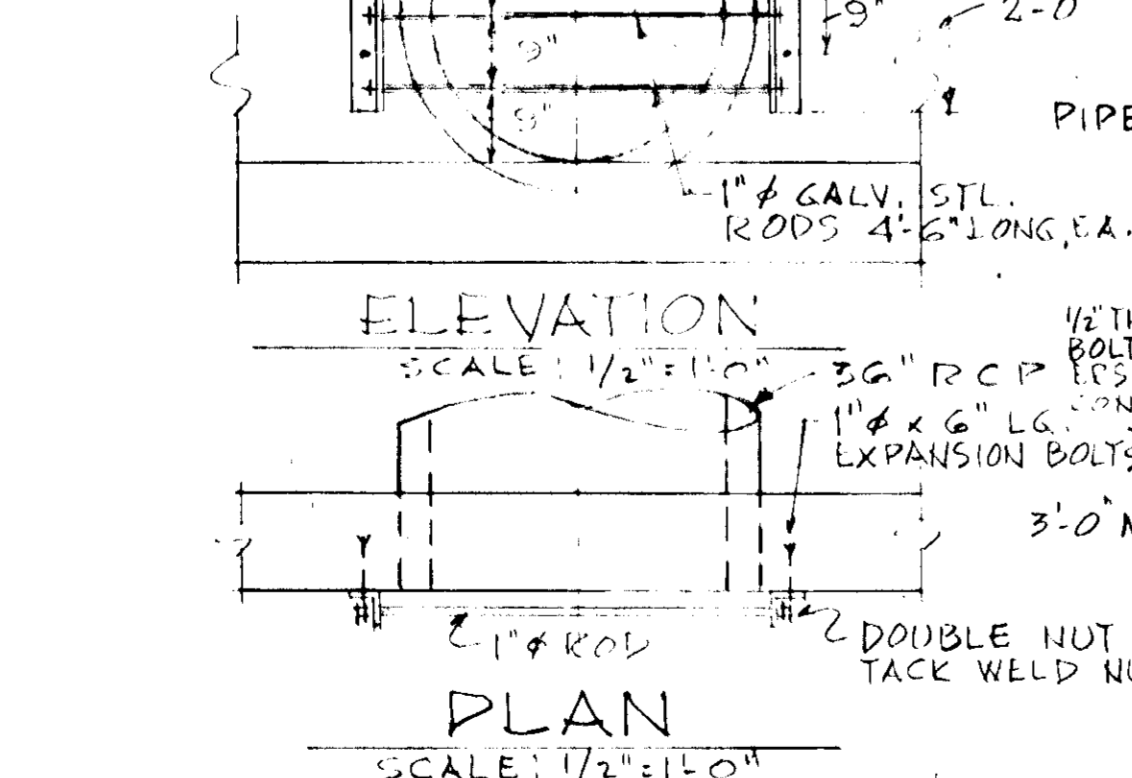 9"
2-0
9"
9"
PIPE
1"ø GALV. STL.
RODS 4'-6" LONG, EA.
ELEVATION
SCALE: 1/2"=1'-0"
1/2"
BOLT
36" RCP
1"ø x 6" LG.
EXPANSION BOLTS
3'-0"
1"ø ROD
DOUBLE NUT
TACK WELD
PLAN
SCALE: 1/2"=1'-0"